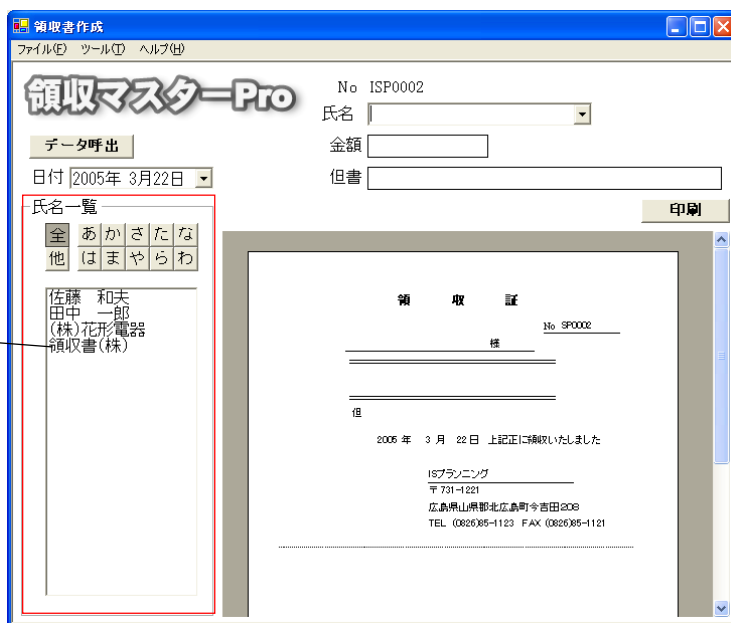 領収書作成
ファイル(F) ツール(T) ヘルプ(H)
領収マスターPro
No ISP0002
氏名
データ呼出
金額
日付 2005年 3月22日
但書
氏名一覧
印刷
全 あ か さ た な
他 は ま や ら わ
佐藤 和夫
田中 一郎
(株)花形電器
領収書(株)
領 収 証
No SP0002
様
但
2005 年 3 月 22 日 上記正に領収いたしました
ISプランニング
〒731-1221
広島県山県郡北広島町今吉田208
TEL (0826)85-1123 FAX (0826)85-1121